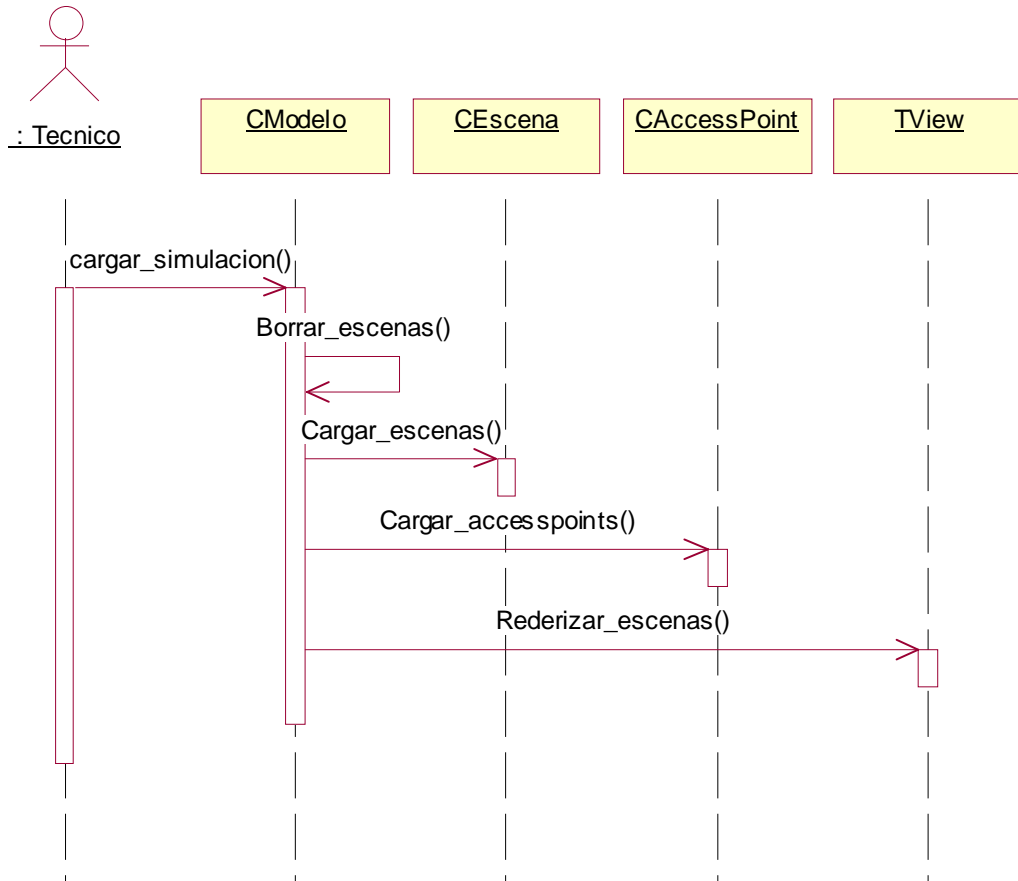 : Tecnico
CModelo
CEscena
CAccessPoint
TView
cargar_simulacion()
Borrar_escenas()
Cargar_escenas()
Cargar_accesspoints()
Rederizar_escenas()